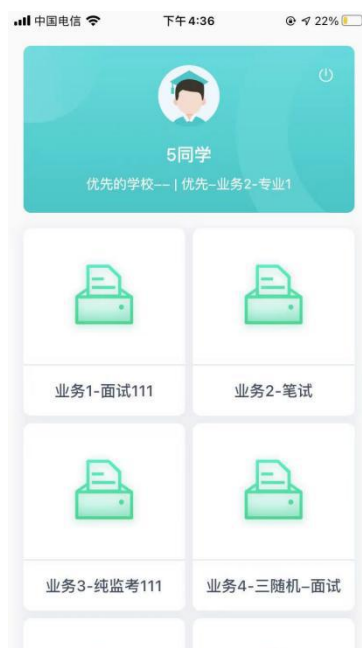 中国电信 下午4:36 22%
5同学
优先的学校-- | 优先-业务2-专业1
业务1-面试111 业务2-笔试
业务3-纯监考111 业务4-三随机-面试